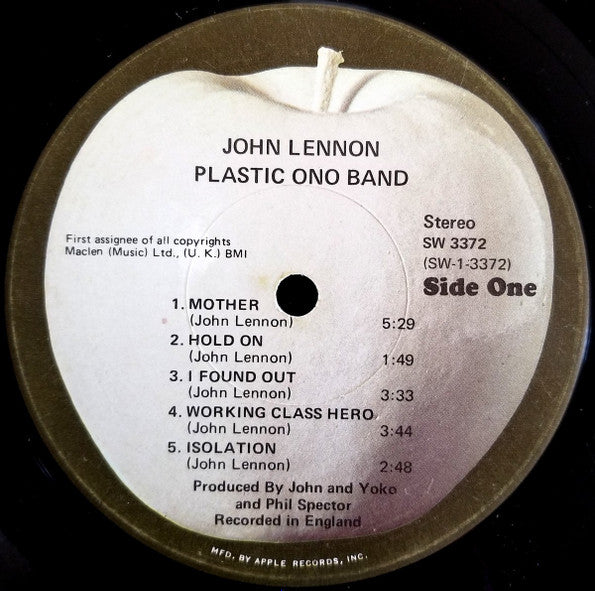 JOHN LENNON
PLASTIC ONO BAND
First assignee of all copyrights
Maclen (Music) Ltd., (U. K.) BMI
Stereo
SW 3372
(SW-1-3372)
Side One
1. MOTHER
(John Lennon) 5:29
2. HOLD ON
(John Lennon) 1:49
3. I FOUND OUT
(John Lennon) 3:33
4. WORKING CLASS HERO
(John Lennon) 3:44
5. ISOLATION
(John Lennon) 2:48
Produced By John and Yoko
and Phil Spector
Recorded in England
MFD. BY APPLE RECORDS, INC.